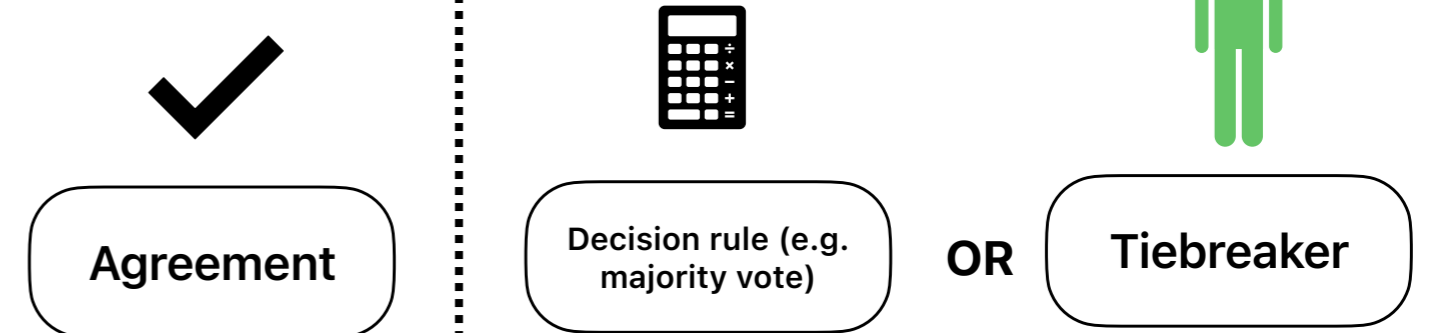 Agreement
Decision rule (e.g.
majority vote)
OR
Tiebreaker